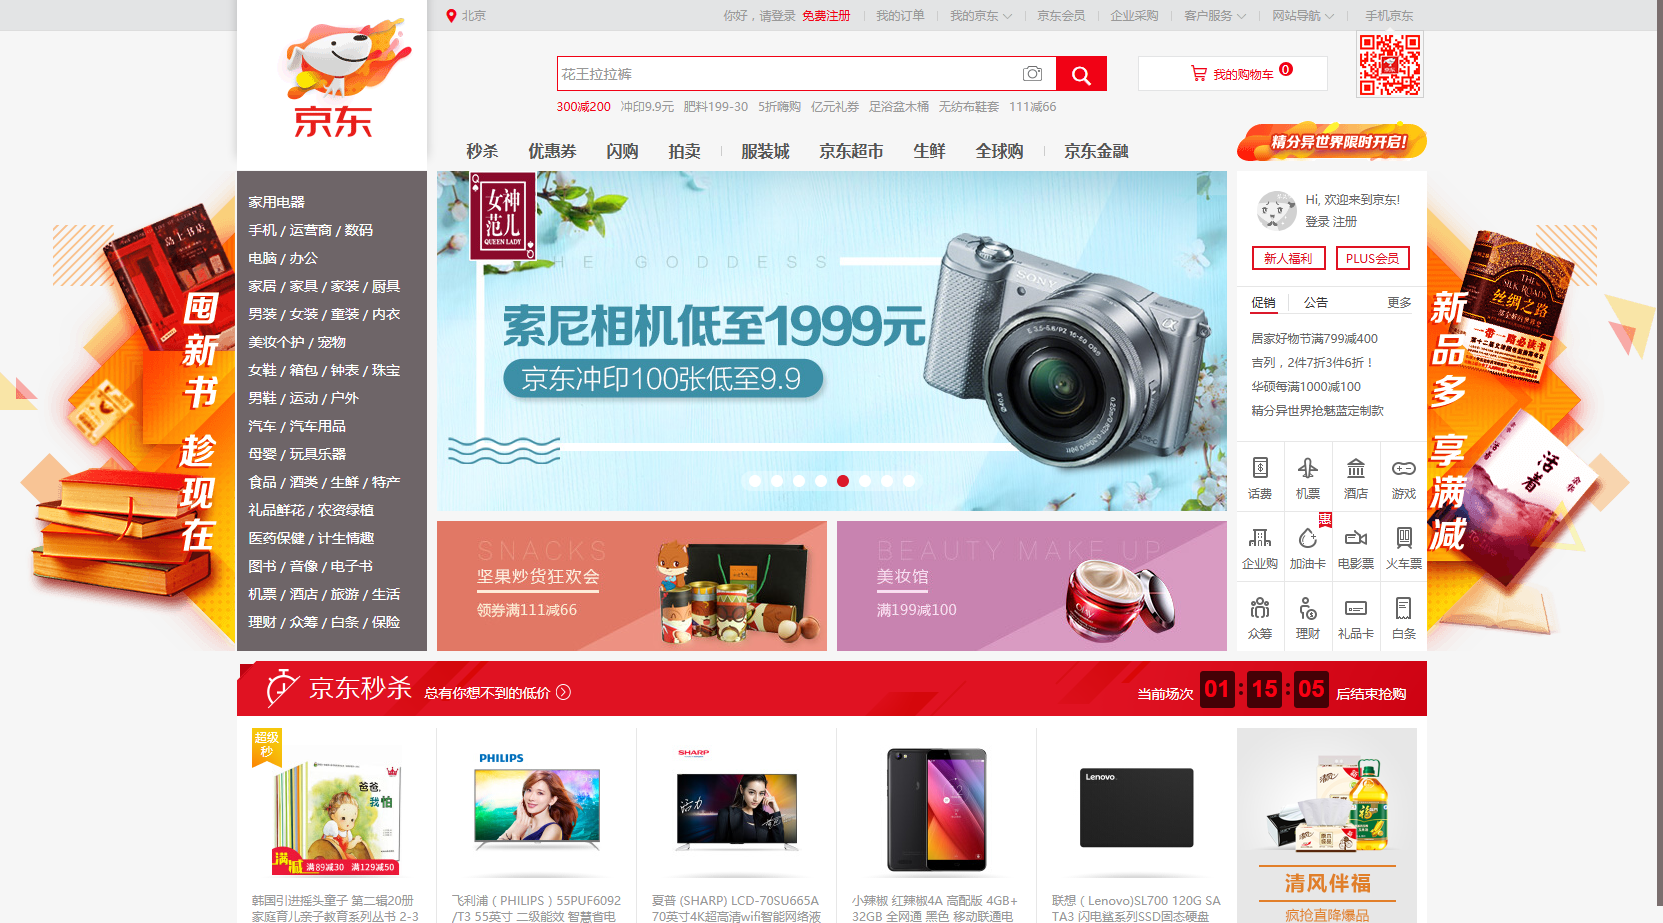 北京
你好，请登录 免费注册 我的订单 我的京东 京东会员 企业采购 客户服务 网站导航 手机京东
京东
花王拉拉裤
我的购物车 0
300减200 冲印9.9元 肥料199-30 5折嗨购 亿元礼券 足浴盆木桶 无纺布鞋套 111减66
秒杀 优惠券 闪购 拍卖 服装城 京东超市 生鲜 全球购 京东金融
精分异世界限时开启!
家用电器
手机 / 运营商 / 数码
电脑 / 办公
家居 / 家具 / 家装 / 厨具
男装 / 女装 / 童装 / 内衣
美妆个护 / 宠物
女鞋 / 箱包 / 钟表 / 珠宝
男鞋 / 运动 / 户外
汽车 / 汽车用品
母婴 / 玩具乐器
食品 / 酒类 / 生鲜 / 特产
礼品鲜花 / 农资绿植
医药保健 / 计生情趣
图书 / 音像 / 电子书
机票 / 酒店 / 旅游 / 生活
理财 / 众筹 / 白条 / 保险
囤新书 趁现在
女神范儿
QUEEN LADY
THE GODDESS
索尼相机低至1999元
京东冲印100张低至9.9
SONY
SNACKS
坚果炒货狂欢会
领券满111减66
BEAUTY MAKE UP
美妆馆
满199减100
OLAY
Hi, 欢迎来到京东!
登录 注册
新人福利 PLUS会员
促销 公告 更多
居家好物节满799减400
吉列，2件7折3件6折！
华硕每满1000减100
精分异世界抢魅蓝定制款
话费 机票 酒店 游戏
惠
企业购 加油卡 电影票 火车票
众筹 理财 礼品卡 白条
新品多 享满减
THE SILK ROADS
丝绸之路
一带一路必读书
活着
余华
京东秒杀 总有你想不到的低价
当前场次 01 : 15 : 05 后结束抢购
超级
秒
爸爸，
我怕
满减 满89减30 满129减50
韩国引进摇头童子 第二辑20册
家庭育儿亲子教育系列丛书 2-3
PHILIPS
飞利浦（PHILIPS）55PUF6092
/T3 55英寸 二级能效 智慧省电
SHARP
活力
夏普 (SHARP) LCD-70SU665A
70英寸4K超高清wifi智能网络液
小辣椒 红辣椒4A 高配版 4GB+
32GB 全网通 黑色 移动联通电
Lenovo
联想（Lenovo)SL700 120G SA
TA3 闪电鲨系列SSD固态硬盘
清风伴福
疯抢直降爆品